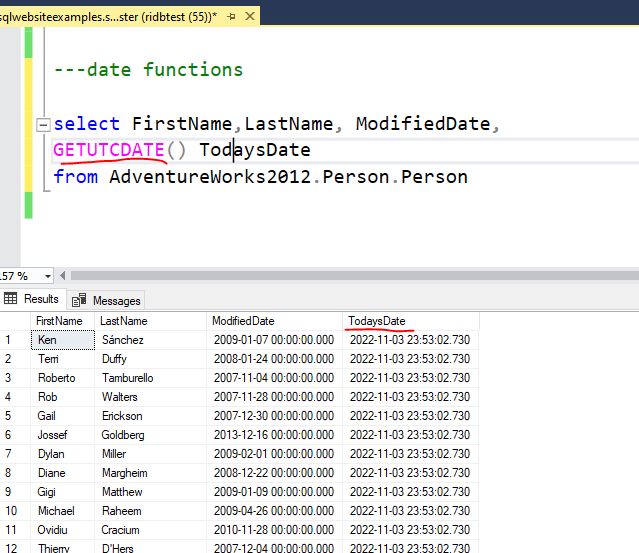 sqlwebsiteexamples.s...ster (ridbtest (55))*
---date functions
select FirstName,LastName, ModifiedDate,
GETUTCDATE() TodaysDate
from AdventureWorks2012.Person.Person
157 %
Results Messages
FirstName LastName ModifiedDate TodaysDate
1 Ken Sánchez 2009-01-07 00:00:00.000 2022-11-03 23:53:02.730
2 Terri Duffy 2008-01-24 00:00:00.000 2022-11-03 23:53:02.730
3 Roberto Tamburello 2007-11-04 00:00:00.000 2022-11-03 23:53:02.730
4 Rob Walters 2007-11-28 00:00:00.000 2022-11-03 23:53:02.730
5 Gail Erickson 2007-12-30 00:00:00.000 2022-11-03 23:53:02.730
6 Jossef Goldberg 2013-12-16 00:00:00.000 2022-11-03 23:53:02.730
7 Dylan Miller 2009-02-01 00:00:00.000 2022-11-03 23:53:02.730
8 Diane Margheim 2008-12-22 00:00:00.000 2022-11-03 23:53:02.730
9 Gigi Matthew 2009-01-09 00:00:00.000 2022-11-03 23:53:02.730
10 Michael Raheem 2009-04-26 00:00:00.000 2022-11-03 23:53:02.730
11 Ovidiu Cracium 2010-11-28 00:00:00.000 2022-11-03 23:53:02.730
12 Thierry D'Hers 2007-12-04 00:00:00.000 2022-11-03 23:53:02.730